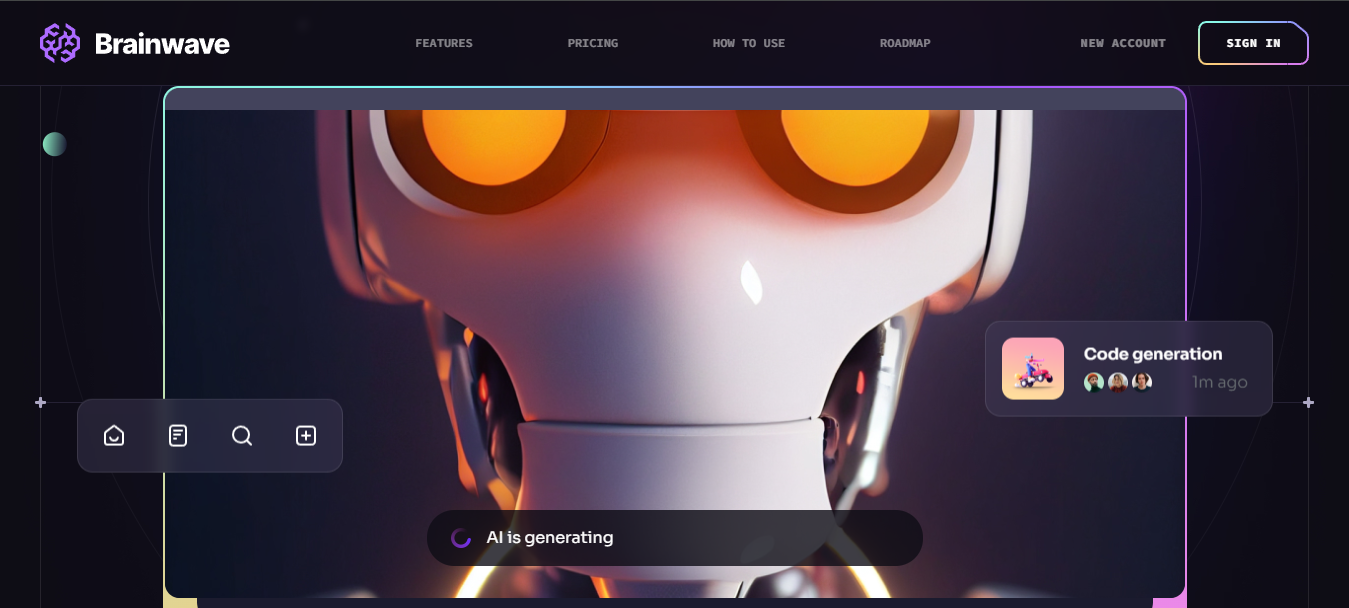 Brainwave
FEATURES
PRICING
HOW TO USE
ROADMAP
NEW ACCOUNT
SIGN IN
Code generation
1m ago
AI is generating